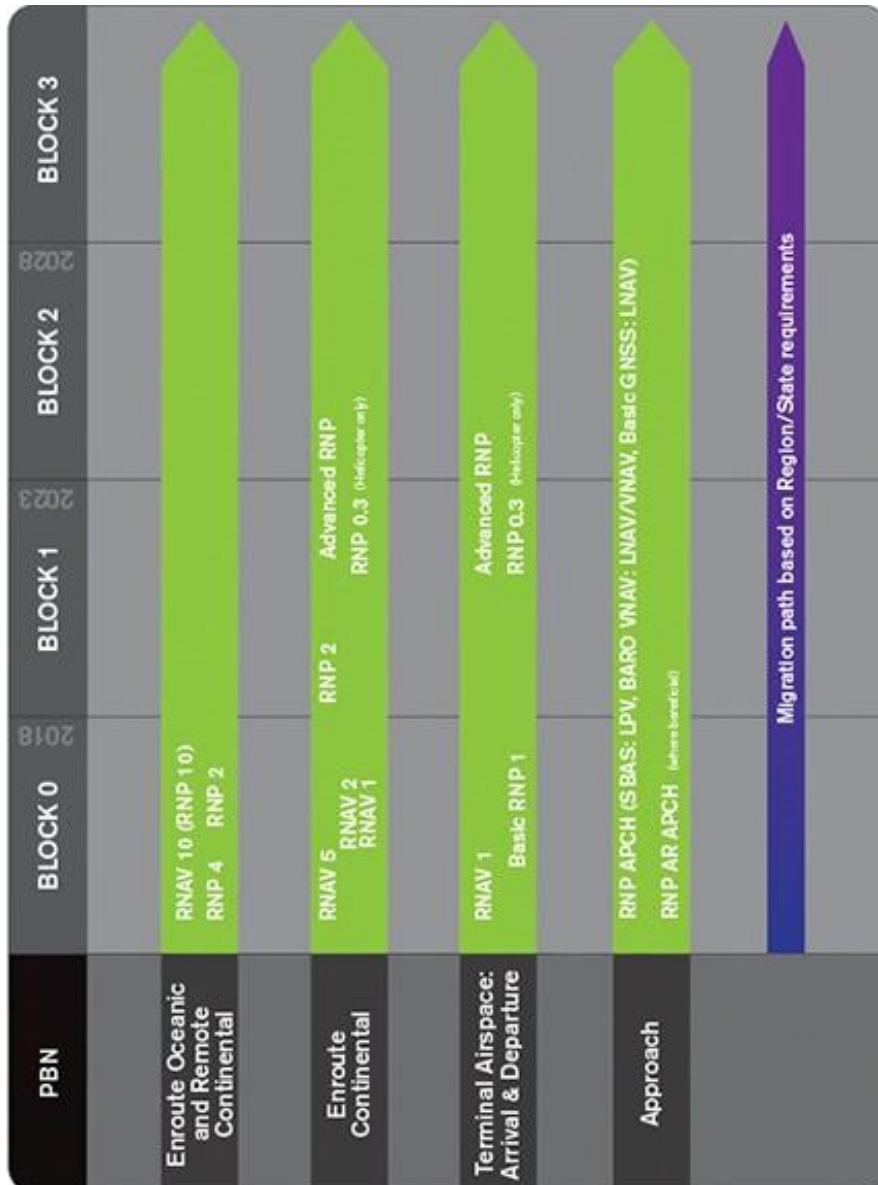 PBN
BLOCK 0
2018
BLOCK 1
2023
BLOCK 2
2028
BLOCK 3
Enroute Oceanic
and Remote
Continental
RNAV 10 (RNP 10)
RNP 4 RNP 2
Enroute
Continental
RNAV 5
RNAV 2
RNAV 1
RNP 2
Advanced RNP
RNP 0.3 (Helicopter only)
Terminal Airspace:
Arrival & Departure
RNAV 1
Basic RNP 1
Advanced RNP
RNP 0.3 (Helicopter only)
Approach
RNP APCH (SBAS: LPV, BARO VNAV: LNAV/VNAV, Basic GNSS: LNAV)
RNP AR APCH (where beneficial)
Migration path based on Region/State requirements